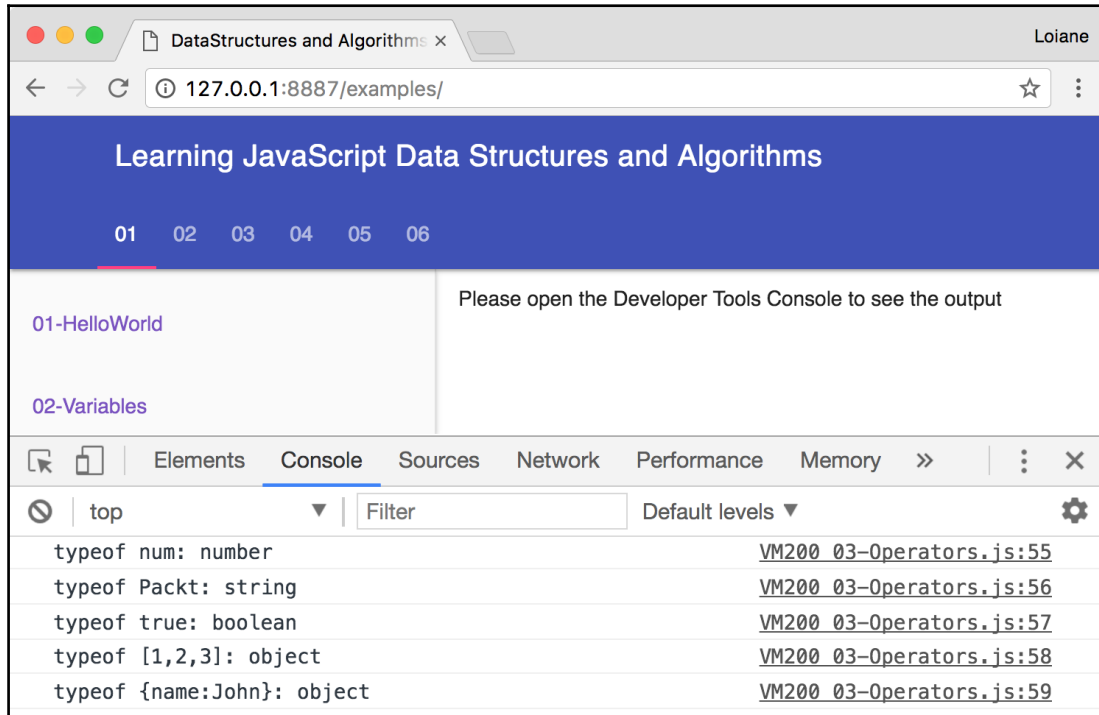 DataStructures and Algorithms
Loiane
127.0.0.1:8887/examples/
Learning JavaScript Data Structures and Algorithms
01 02 03 04 05 06
01-HelloWorld
Please open the Developer Tools Console to see the output
02-Variables
Elements Console Sources Network Performance Memory »
top Filter Default levels
typeof num: number VM200 03-Operators.js:55
typeof Packt: string VM200 03-Operators.js:56
typeof true: boolean VM200 03-Operators.js:57
typeof [1,2,3]: object VM200 03-Operators.js:58
typeof {name:John}: object VM200 03-Operators.js:59